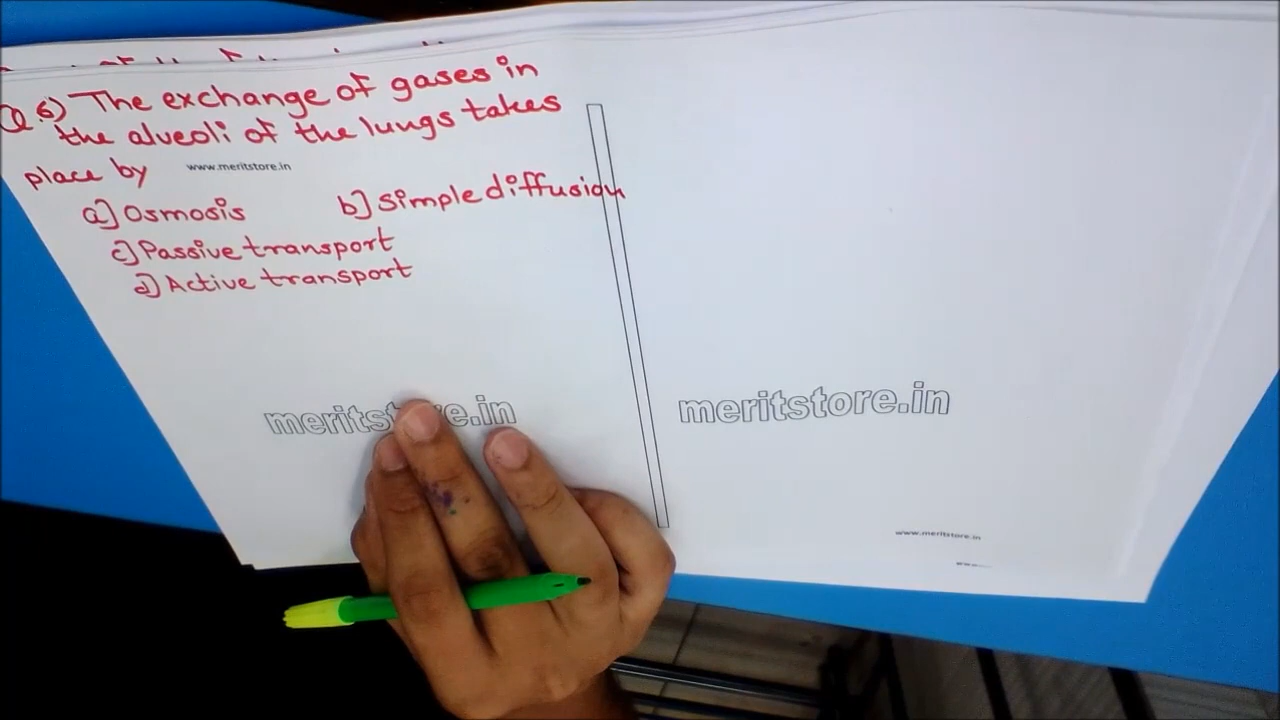 Q 6) The exchange of gases in
the alveoli of the lungs takes
place by www.meritstore.in
a] Osmosis b] Simple diffusion
c] Passive transport
d] Active transport
meritstore.in meritstore.in
www.meritstore.in